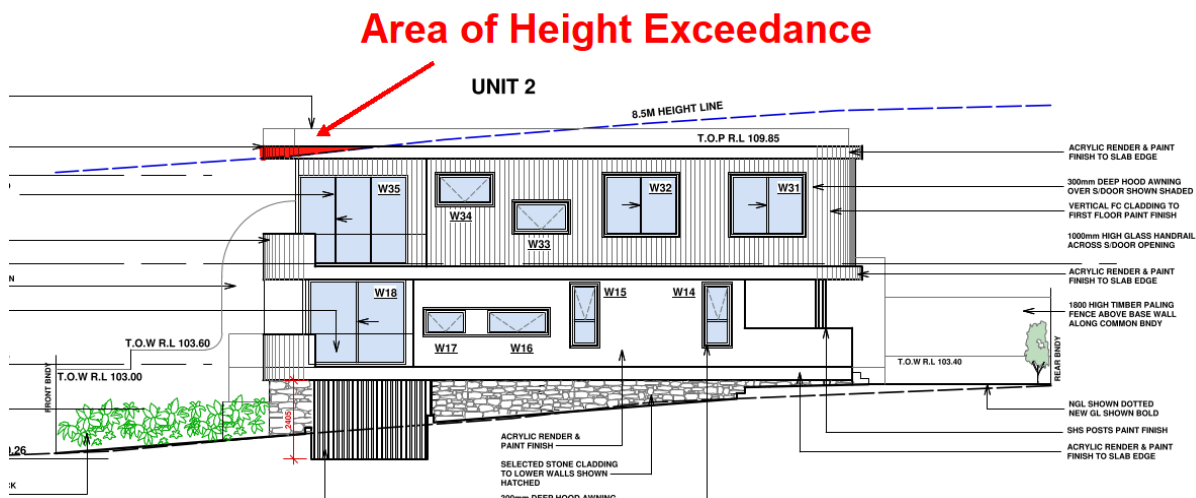 Area of Height Exceedance
UNIT 2
8.5M HEIGHT LINE
T.O.P R.L 109.85
ACRYLIC RENDER & PAINT
FINISH TO SLAB EDGE
300mm DEEP HOOD AWNING
OVER S/DOOR SHOWN SHADED
VERTICAL FC CLADDING TO
FIRST FLOOR PAINT FINISH
1000mm HIGH GLASS HANDRAIL
ACROSS S/DOOR OPENING
ACRYLIC RENDER & PAINT
FINISH TO SLAB EDGE
1800 HIGH TIMBER PALING
FENCE ABOVE BASE WALL
ALONG COMMON BNDY
W35
W34
W33
W32
W31
W18
W17
W16
W15
W14
T.O.W R.L 103.60
T.O.W R.L 103.00
T.O.W R.L 103.40
FRONT BNDY
REAR BNDY
2405
NGL SHOWN DOTTED
NEW GL SHOWN BOLD
SHS POSTS PAINT FINISH
ACRYLIC RENDER & PAINT
FINISH TO SLAB EDGE
ACRYLIC RENDER &
PAINT FINISH
SELECTED STONE CLADDING
TO LOWER WALLS SHOWN
HATCHED
300mm DEEP HOOD AWNING